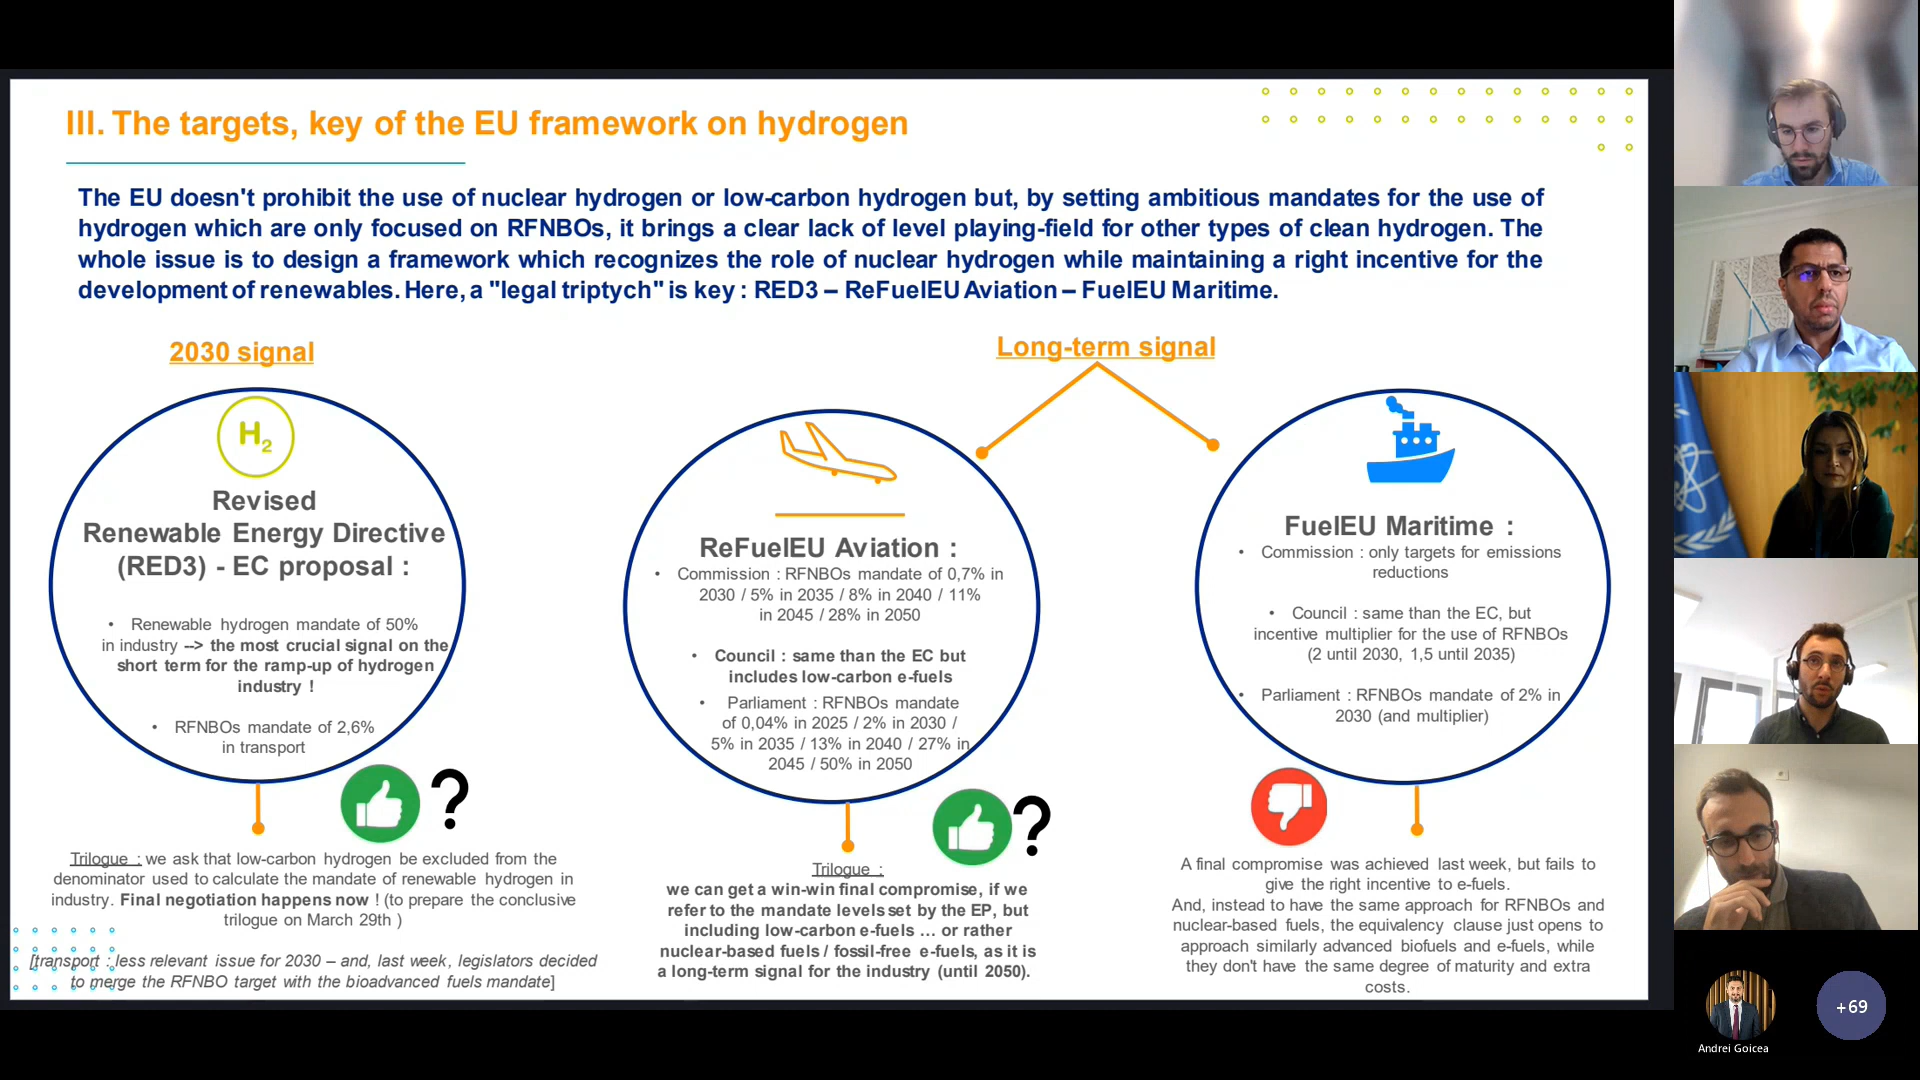 III. The targets, key of the EU framework on hydrogen
The EU doesn't prohibit the use of nuclear hydrogen or low-carbon hydrogen but, by setting ambitious mandates for the use of
hydrogen which are only focused on RFNBOs, it brings a clear lack of level playing-field for other types of clean hydrogen. The
whole issue is to design a framework which recognizes the role of nuclear hydrogen while maintaining a right incentive for the
development of renewables. Here, a "legal triptych" is key : RED3 – ReFuelEU Aviation – FuelEU Maritime.
2030 signal
H2
Revised
Renewable Energy Directive
(RED3) - EC proposal :
• Renewable hydrogen mandate of 50%
in industry --> the most crucial signal on the
short term for the ramp-up of hydrogen
industry !
• RFNBOs mandate of 2,6%
in transport
?
Trilogue : we ask that low-carbon hydrogen be excluded from the
denominator used to calculate the mandate of renewable hydrogen in
industry. Final negotiation happens now ! (to prepare the conclusive
trilogue on March 29th )
[transport : less relevant issue for 2030 – and, last week, legislators decided
to merge the RFNBO target with the bioadvanced fuels mandate]
Long-term signal
ReFuelEU Aviation :
• Commission : RFNBOs mandate of 0,7% in
2030 / 5% in 2035 / 8% in 2040 / 11%
in 2045 / 28% in 2050
• Council : same than the EC but
includes low-carbon e-fuels
• Parliament : RFNBOs mandate
of 0,04% in 2025 / 2% in 2030 /
5% in 2035 / 13% in 2040 / 27% in
2045 / 50% in 2050
?
Trilogue :
we can get a win-win final compromise, if we
refer to the mandate levels set by the EP, but
including low-carbon e-fuels ... or rather
nuclear-based fuels / fossil-free e-fuels, as it is
a long-term signal for the industry (until 2050).
FuelEU Maritime :
• Commission : only targets for emissions
reductions
• Council : same than the EC, but
incentive multiplier for the use of RFNBOs
(2 until 2030, 1,5 until 2035)
• Parliament : RFNBOs mandate of 2% in
2030 (and multiplier)
A final compromise was achieved last week, but fails to
give the right incentive to e-fuels.
And, instead to have the same approach for RFNBOs and
nuclear-based fuels, the equivalency clause just opens to
approach similarly advanced biofuels and e-fuels, while
they don't have the same degree of maturity and extra
costs.
+69
Andrei Goicea